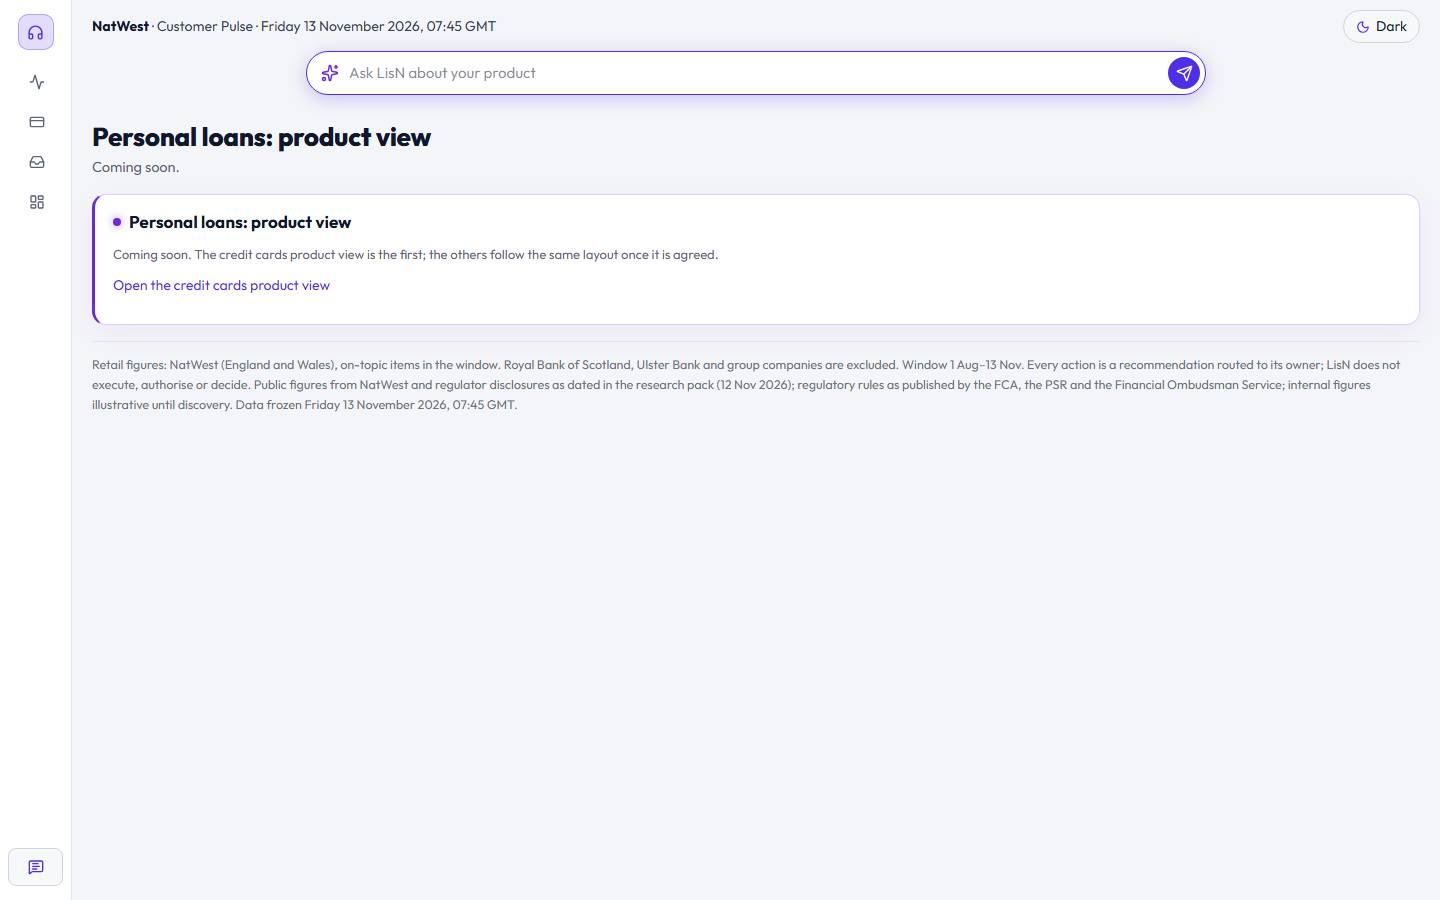 NatWest · Customer Pulse · Friday 13 November 2026, 07:45 GMT
Dark
Ask LisN about your product
Personal loans: product view
Coming soon.
Personal loans: product view
Coming soon. The credit cards product view is the first; the others follow the same layout once it is agreed.
Open the credit cards product view
Retail figures: NatWest (England and Wales), on-topic items in the window. Royal Bank of Scotland, Ulster Bank and group companies are excluded. Window 1 Aug–13 Nov. Every action is a recommendation routed to its owner; LisN does not
execute, authorise or decide. Public figures from NatWest and regulator disclosures as dated in the research pack (12 Nov 2026); regulatory rules as published by the FCA, the PSR and the Financial Ombudsman Service; internal figures
illustrative until discovery. Data frozen Friday 13 November 2026, 07:45 GMT.